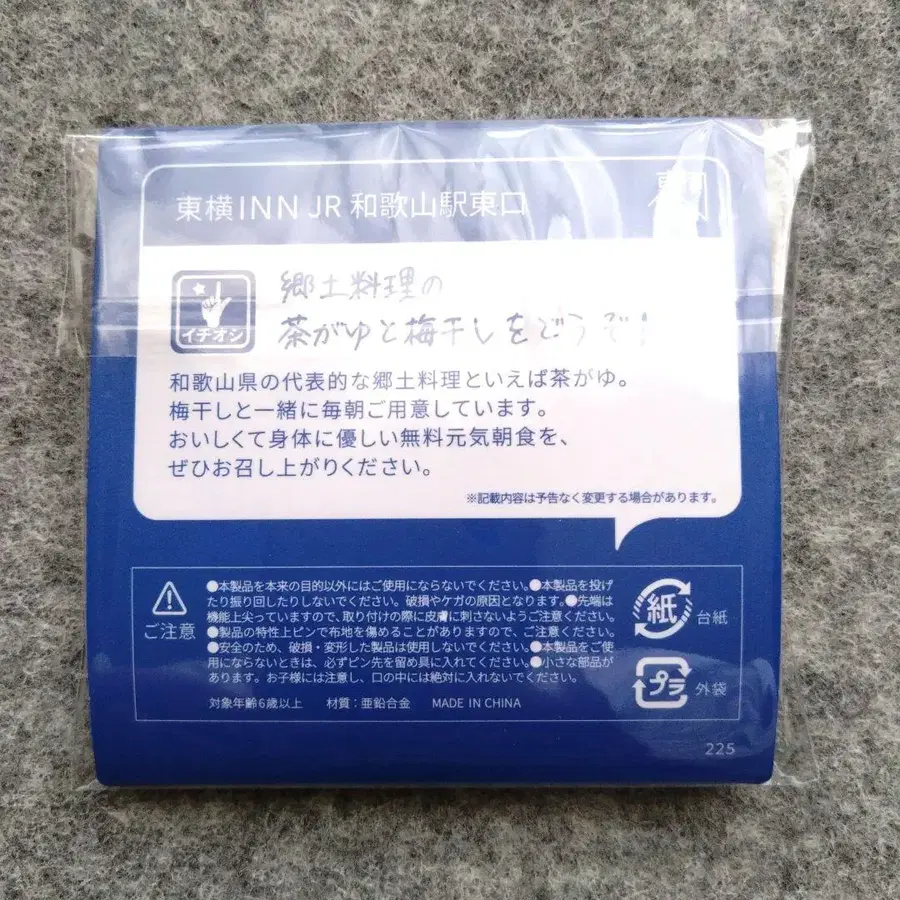 東横INN JR 和歌山駅東口
イチオシ
郷土料理の
茶がゆと梅干しをどうぞ!
和歌山県の代表的な郷土料理といえば茶がゆ。
梅干しと一緒に毎朝ご用意しています。
おいしくて身体に優しい無料元気朝食を、
ぜひお召し上がりください。
※記載内容は予告なく変更する場合があります。
ご注意
●本製品を本来の目的以外にはご使用にならないでください。●本製品を投げ
たり振り回したりしないでください。破損やケガの原因となります。●先端は
機能上尖っていますので、取り付けの際に皮膚に刺さないようご注意ください。
●製品の特性上ピンで布地を傷めることがありますので、ご注意ください。
●安全のため、破損・変形した製品は使用しないでください。●本製品をご使
用にならないときは、必ずピン先を留め具に入れてください。●小さな部品が
あります。お子様には注意し、口の中には絶対に入れないでください。
対象年齢6歳以上 材質：亜鉛合金 MADE IN CHINA
紙 台紙
プラ 外袋
225